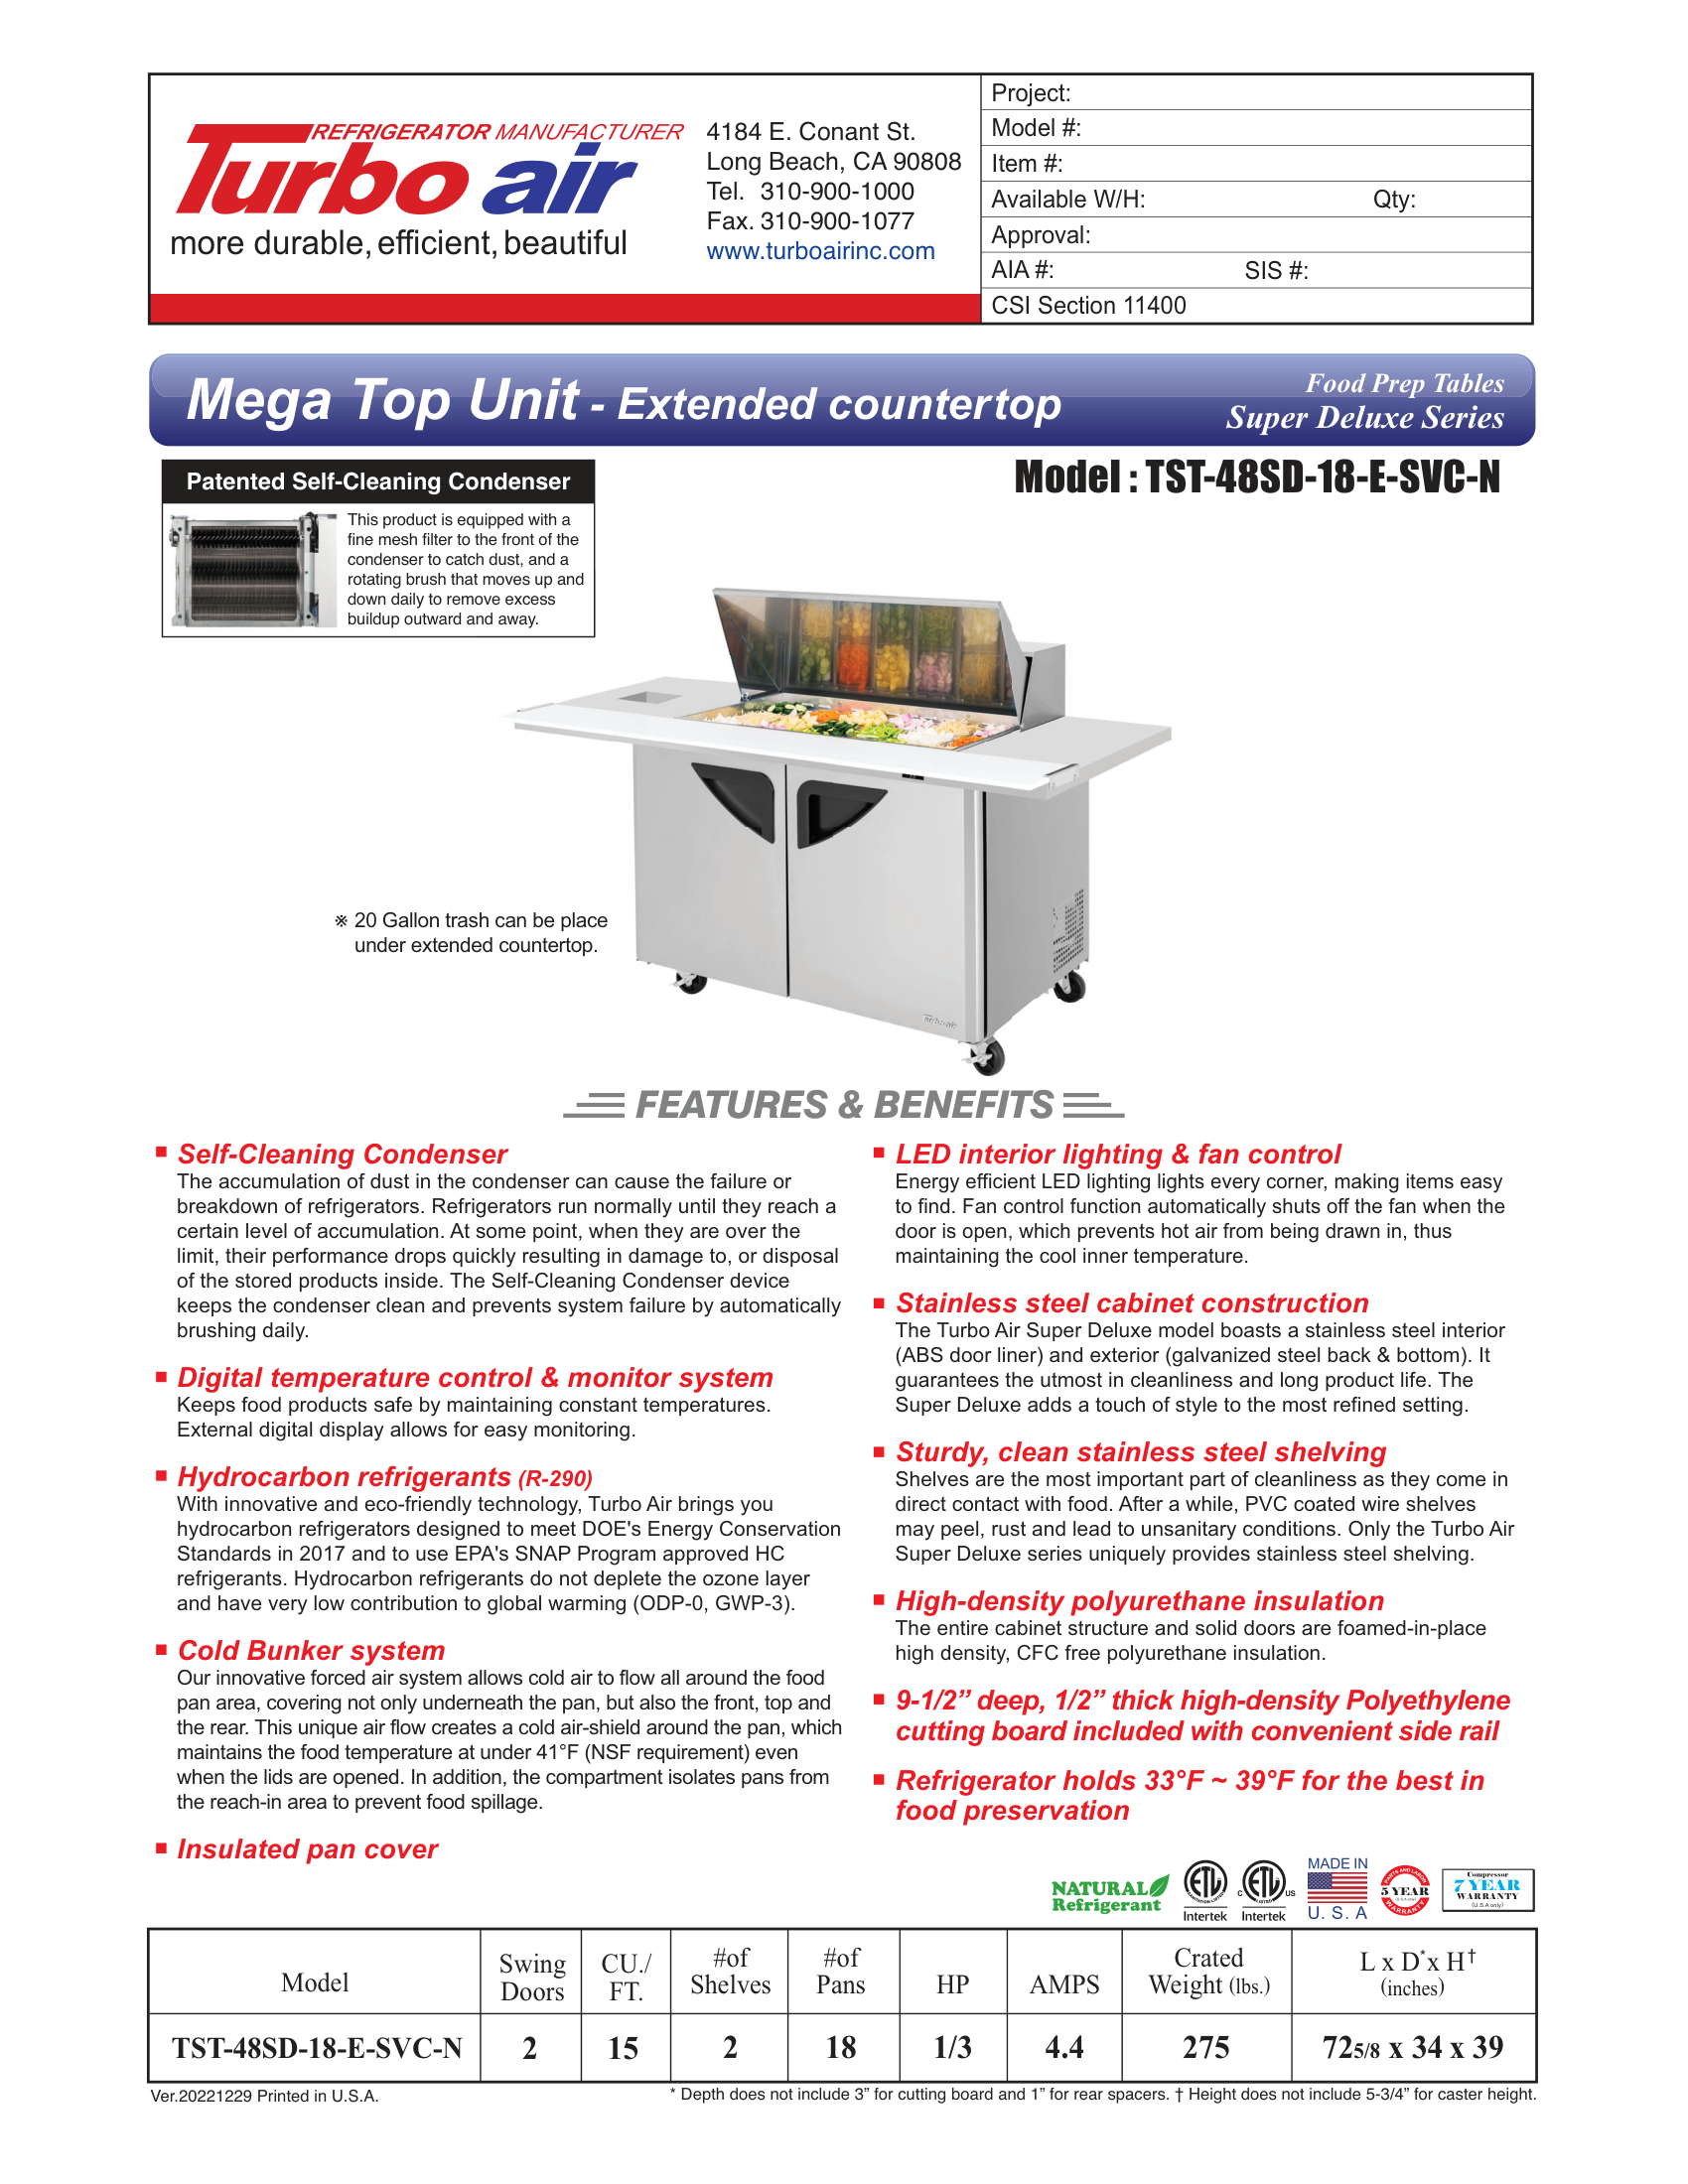 REFRIGERATOR MANUFACTURER
Turbo air
more durable, efficient, beautiful
4184 E. Conant St.
Long Beach, CA 90808
Tel. 310-900-1000
Fax. 310-900-1077
www.turboairinc.com
Project:
Model #:
Item #:
Available W/H: Qty:
Approval:
AIA #: SIS #:
CSI Section 11400
Mega Top Unit - Extended countertop
Food Prep Tables
Super Deluxe Series
Patented Self-Cleaning Condenser
This product is equipped with a
fine mesh filter to the front of the
condenser to catch dust, and a
rotating brush that moves up and
down daily to remove excess
buildup outward and away.
Model : TST-48SD-18-E-SVC-N
※ 20 Gallon trash can be place
under extended countertop.
Turbo air
FEATURES & BENEFITS
■ Self-Cleaning Condenser
The accumulation of dust in the condenser can cause the failure or
breakdown of refrigerators. Refrigerators run normally until they reach a
certain level of accumulation. At some point, when they are over the
limit, their performance drops quickly resulting in damage to, or disposal
of the stored products inside. The Self-Cleaning Condenser device
keeps the condenser clean and prevents system failure by automatically
brushing daily.
■ Digital temperature control & monitor system
Keeps food products safe by maintaining constant temperatures.
External digital display allows for easy monitoring.
■ Hydrocarbon refrigerants (R-290)
With innovative and eco-friendly technology, Turbo Air brings you
hydrocarbon refrigerators designed to meet DOE's Energy Conservation
Standards in 2017 and to use EPA's SNAP Program approved HC
refrigerants. Hydrocarbon refrigerants do not deplete the ozone layer
and have very low contribution to global warming (ODP-0, GWP-3).
■ Cold Bunker system
Our innovative forced air system allows cold air to flow all around the food
pan area, covering not only underneath the pan, but also the front, top and
the rear. This unique air flow creates a cold air-shield around the pan, which
maintains the food temperature at under 41°F (NSF requirement) even
when the lids are opened. In addition, the compartment isolates pans from
the reach-in area to prevent food spillage.
■ Insulated pan cover
■ LED interior lighting & fan control
Energy efficient LED lighting lights every corner, making items easy
to find. Fan control function automatically shuts off the fan when the
door is open, which prevents hot air from being drawn in, thus
maintaining the cool inner temperature.
■ Stainless steel cabinet construction
The Turbo Air Super Deluxe model boasts a stainless steel interior
(ABS door liner) and exterior (galvanized steel back & bottom). It
guarantees the utmost in cleanliness and long product life. The
Super Deluxe adds a touch of style to the most refined setting.
■ Sturdy, clean stainless steel shelving
Shelves are the most important part of cleanliness as they come in
direct contact with food. After a while, PVC coated wire shelves
may peel, rust and lead to unsanitary conditions. Only the Turbo Air
Super Deluxe series uniquely provides stainless steel shelving.
■ High-density polyurethane insulation
The entire cabinet structure and solid doors are foamed-in-place
high density, CFC free polyurethane insulation.
■ 9-1/2” deep, 1/2” thick high-density Polyethylene
cutting board included with convenient side rail
■ Refrigerator holds 33°F ~ 39°F for the best in
food preservation
NATURAL
Refrigerant
ETL
Intertek
C ETL US
LISTED
Intertek
MADE IN
U. S. A
PARTS AND LABOR
5 YEAR
WARRANTY
Compressor
7 YEAR
WARRANTY
(U.S.A only)
Model
Swing Doors
CU./ FT.
#of Shelves
#of Pans
HP
AMPS
Crated Weight (lbs.)
L x D* x H† (inches)
TST-48SD-18-E-SVC-N 2 15 2 18 1/3 4.4 275 725/8 x 34 x 39
Ver.20221229 Printed in U.S.A.
* Depth does not include 3” for cutting board and 1” for rear spacers. † Height does not include 5-3/4” for caster height.